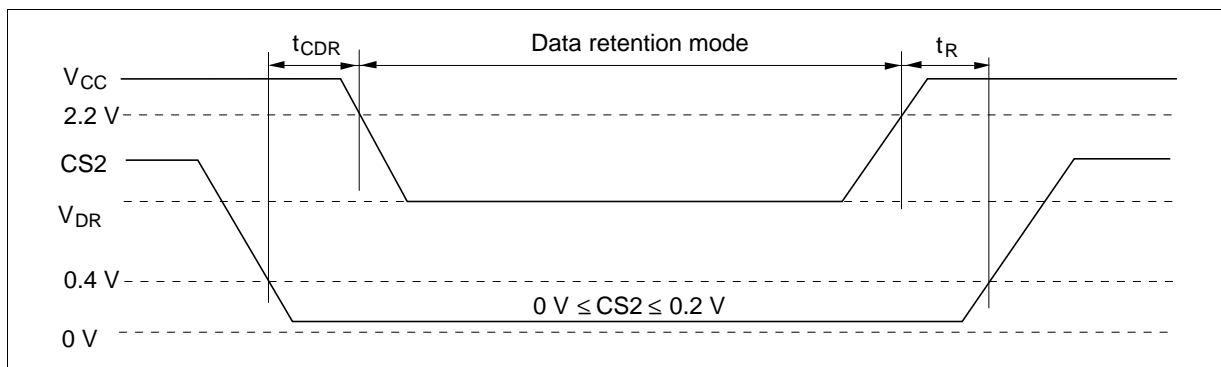 tCDR Data retention mode tR
VCC
2.2 V
CS2
VDR
0.4 V
0 V ≤ CS2 ≤ 0.2 V
0 V